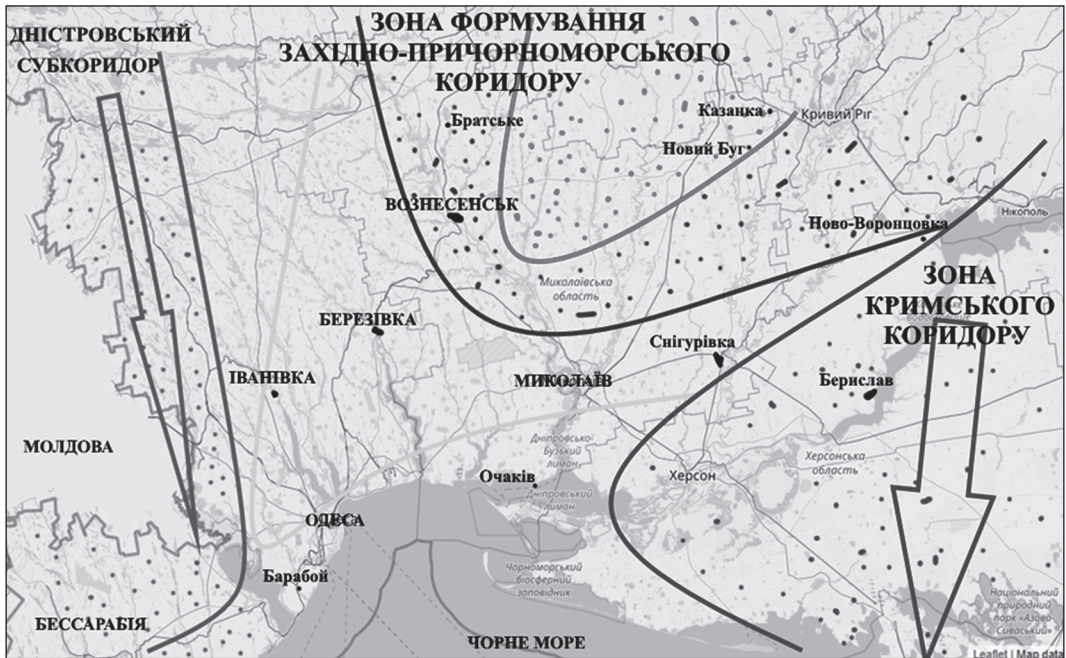 ДНІСТРОВСЬКИЙ
СУБКОРИДОР
ЗОНА ФОРМУВАННЯ
ЗАХІДНО-ПРИЧОРНОМОРСЬКОГО
КОРИДОРУ
Братське
Казанка
Кривий Ріг
Новий Буг
ВОЗНЕСЕНСЬК
Ново-Воронцовка
Нікополь
Миколаївська
область
ЗОНА
КРИМСЬКОГО
КОРИДОРУ
БЕРЕЗІВКА
Снігурівка
ІВАНІВКА
МИКОЛАЇВ
Берислав
МОЛДОВА
Дніпровсько-
Бузький
лиман
Херсонська
область
Очаків
Херсон
Дніпровський
лиман
ОДЕСА
Барабой
Чорноморський
біосферний
заповідник
Національний
природний
парк «Азово-
Сиваський»
БЕССАРАБІЯ
ЧОРНЕ МОРЕ
Leaflet | Map data